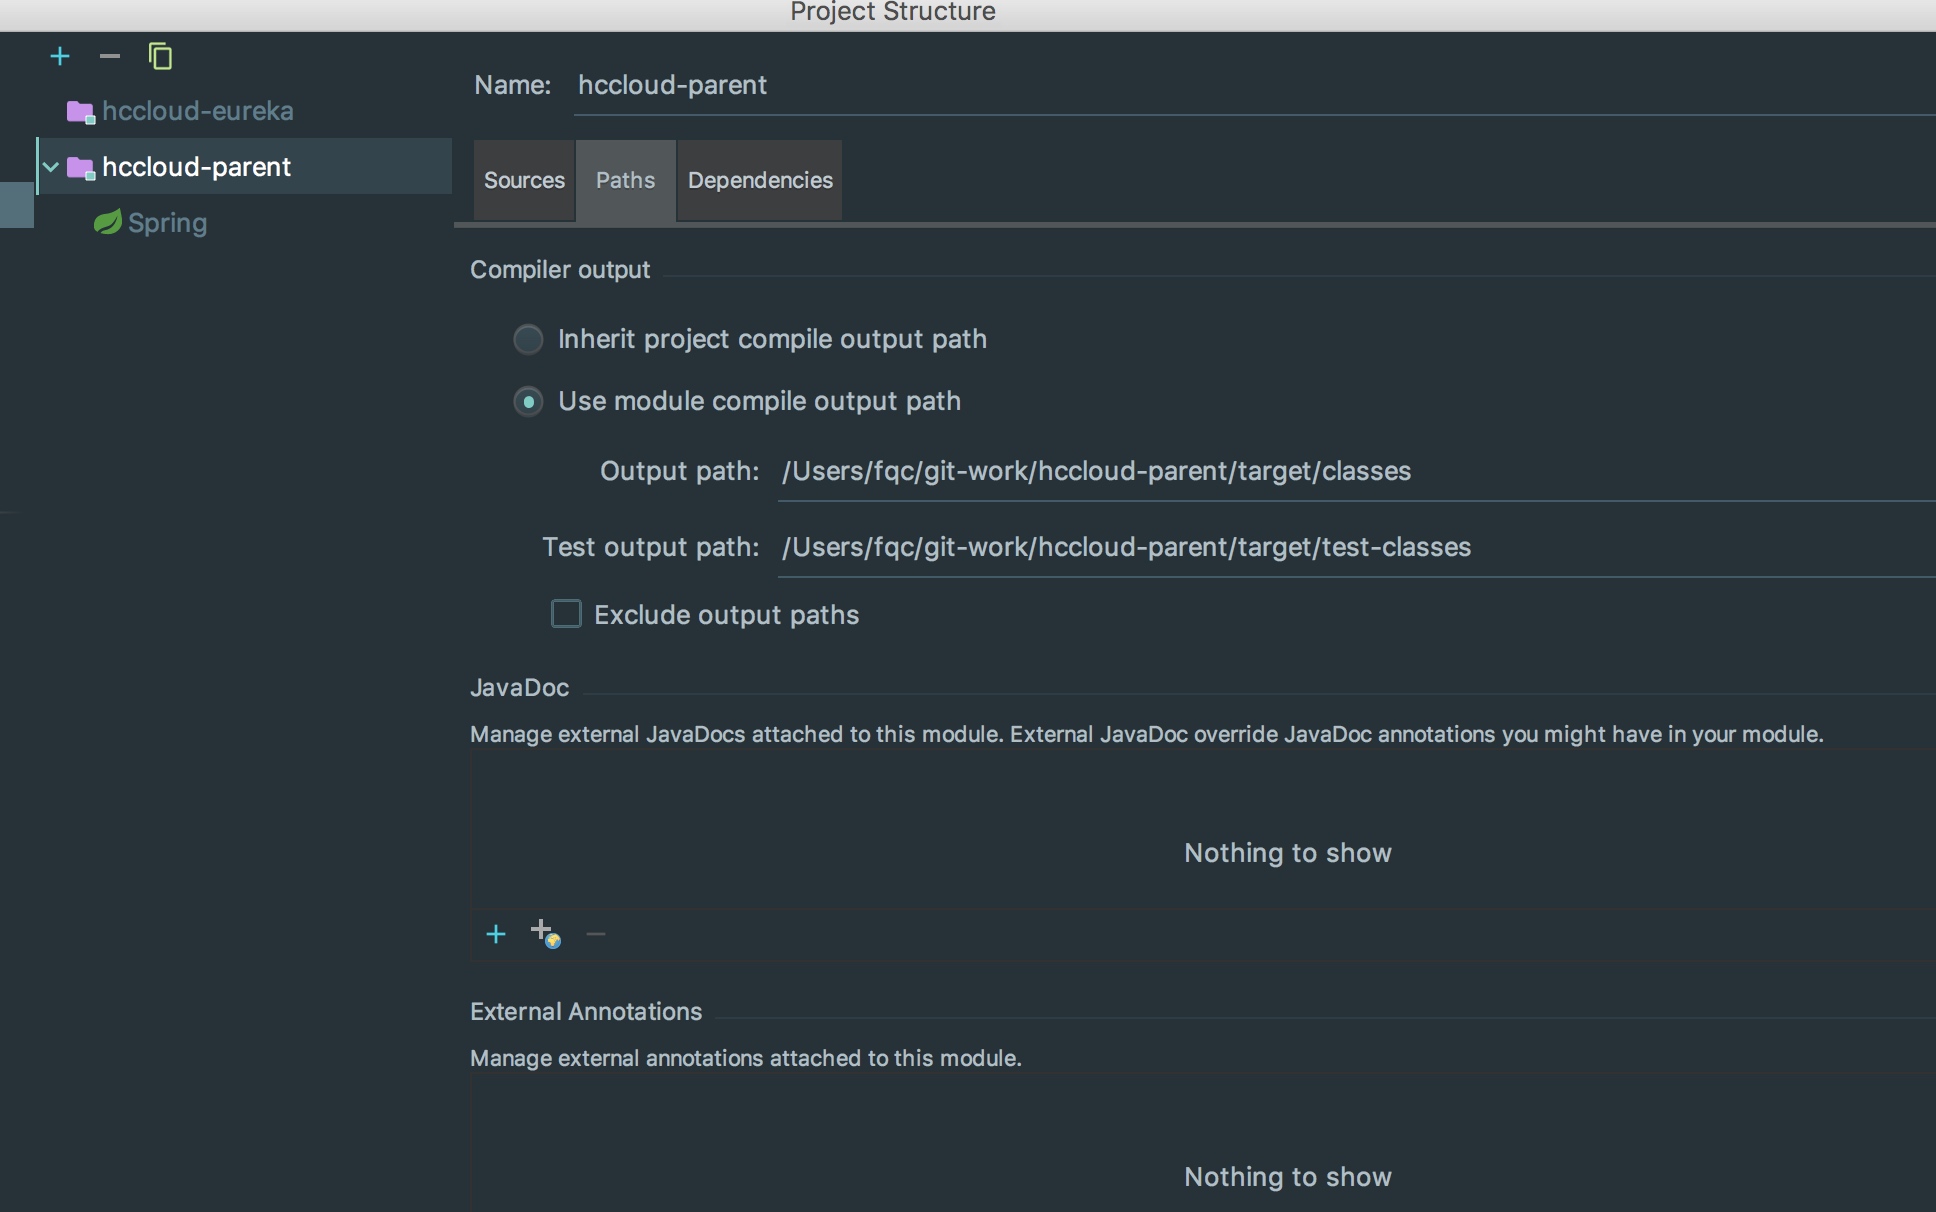 Project Structure
hccloud-eureka
hccloud-parent
Spring
Name: hccloud-parent
Sources Paths Dependencies
Compiler output
Inherit project compile output path
Use module compile output path
Output path: /Users/fqc/git-work/hccloud-parent/target/classes
Test output path: /Users/fqc/git-work/hccloud-parent/target/test-classes
Exclude output paths
JavaDoc
Manage external JavaDocs attached to this module. External JavaDoc override JavaDoc annotations you might have in your module.
Nothing to show
External Annotations
Manage external annotations attached to this module.
Nothing to show